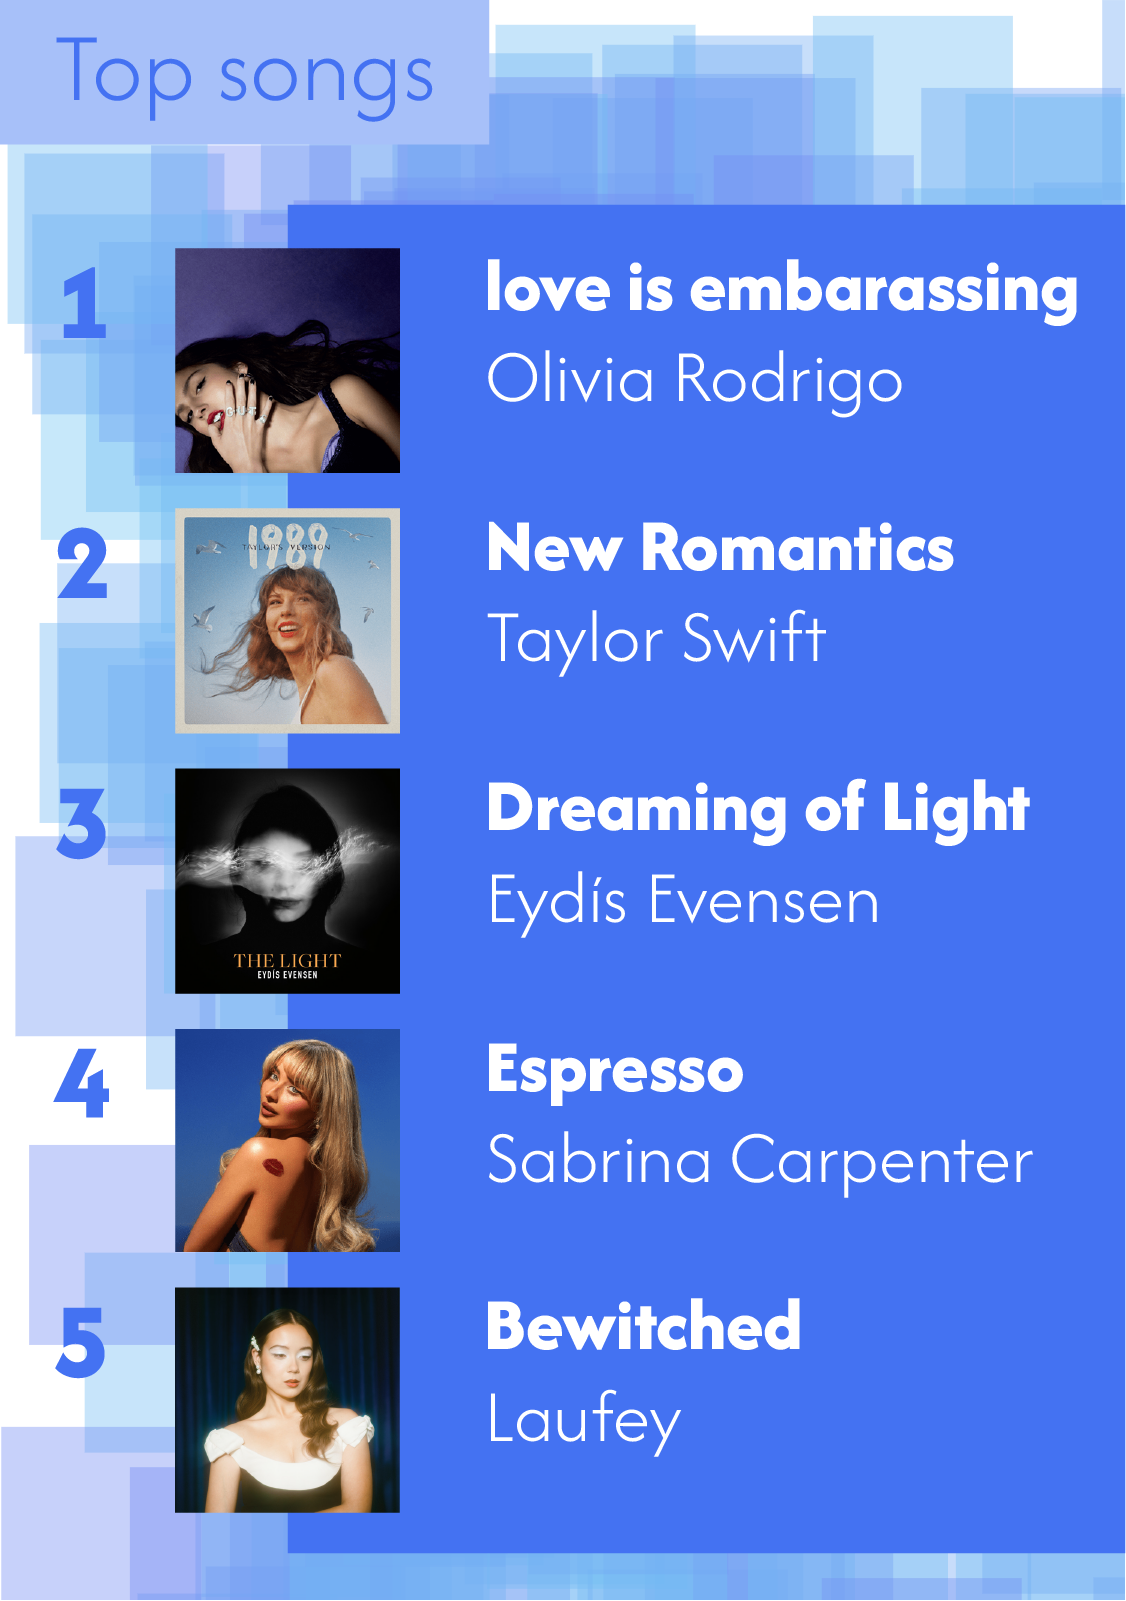 Top songs
1
love is embarassing
Olivia Rodrigo
2
1989
TAYLOR'S VERSION
New Romantics
Taylor Swift
3
THE LIGHT
EYDÍS EVENSEN
Dreaming of Light
Eydís Evensen
4
Espresso
Sabrina Carpenter
5
Bewitched
Laufey